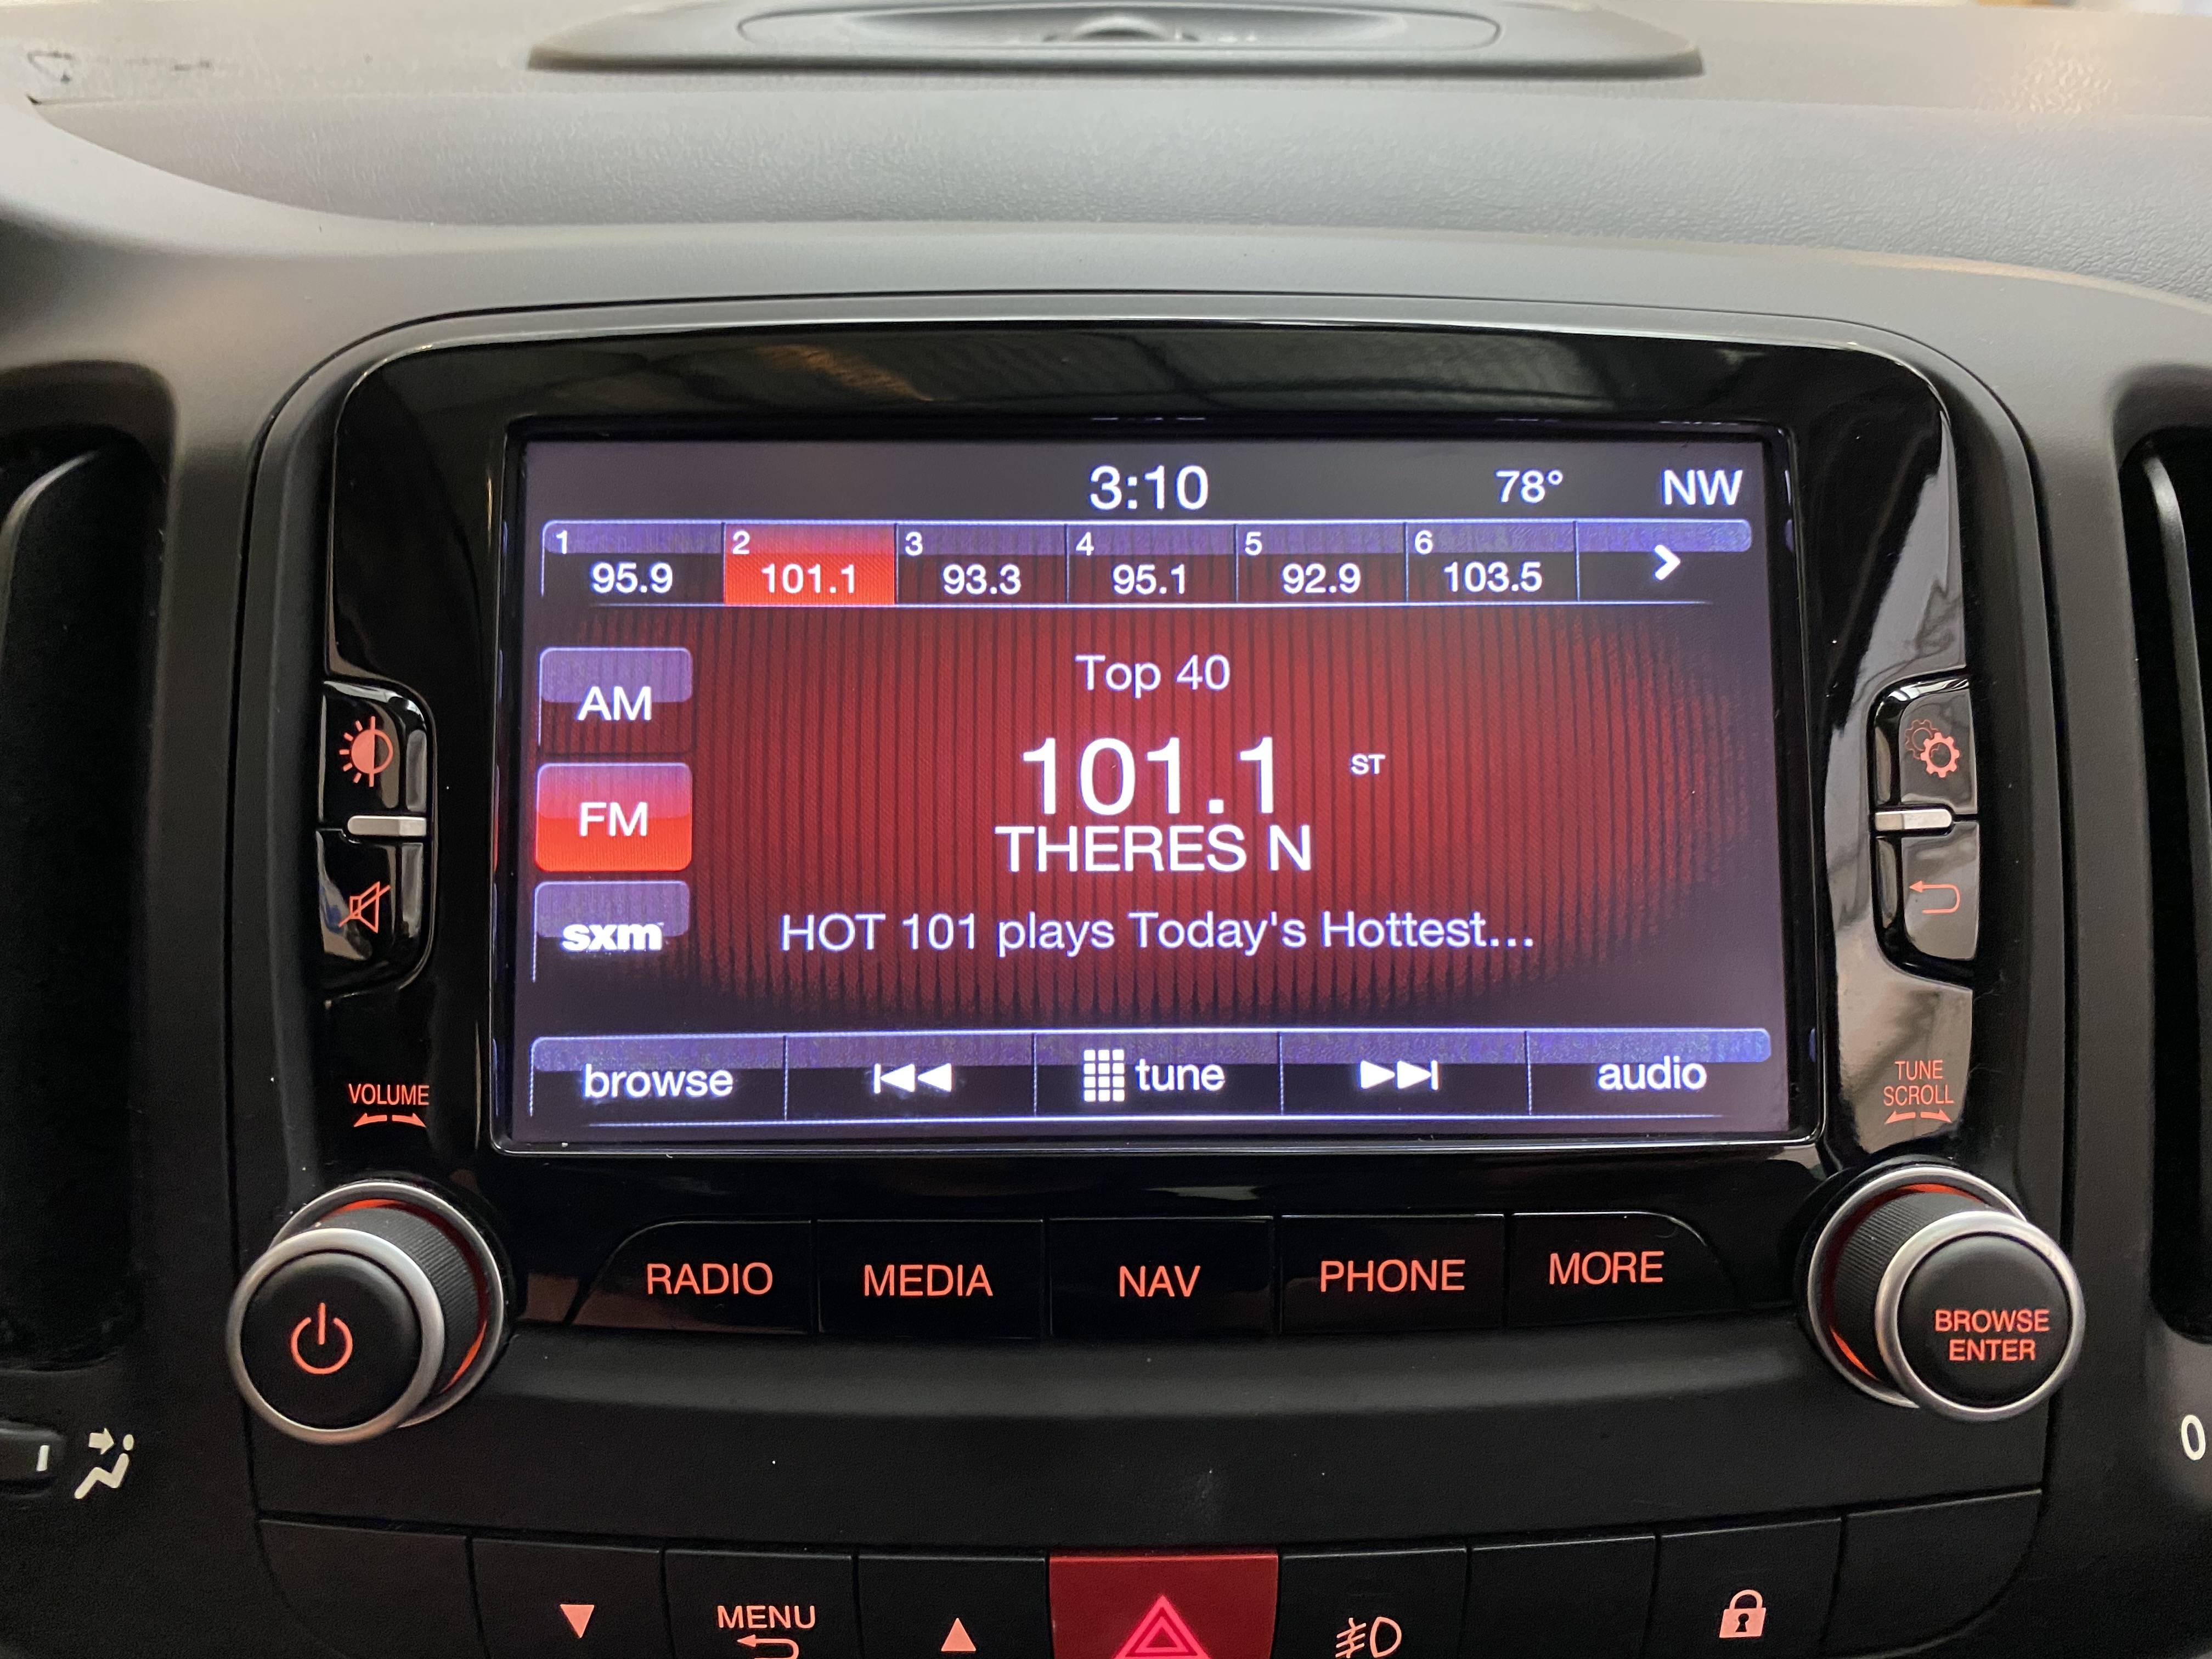 3:10 78° NW
1 2 3 4 5 6
95.9 101.1 93.3 95.1 92.9 103.5
Top 40
AM
101.1 ST
FM
THERES N
sxm
HOT 101 plays Today's Hottest...
browse tune audio
VOLUME
TUNE
SCROLL
RADIO MEDIA NAV PHONE MORE
BROWSE
ENTER
0
MENU